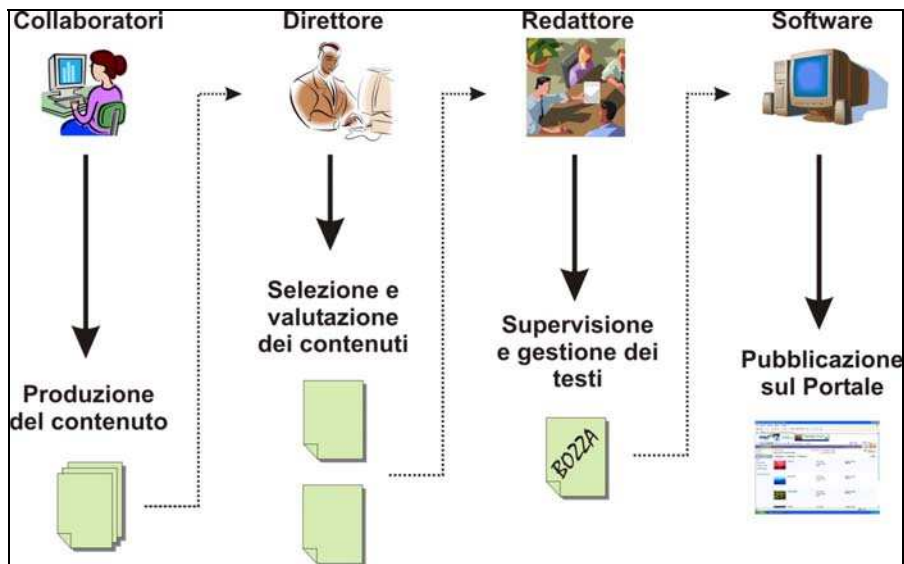 Collaboratori
Direttore
Redattore
Software
Produzione
del contenuto
Selezione e
valutazione
dei contenuti
Supervisione
e gestione dei
testi
BOZZA
Pubblicazione
sul Portale